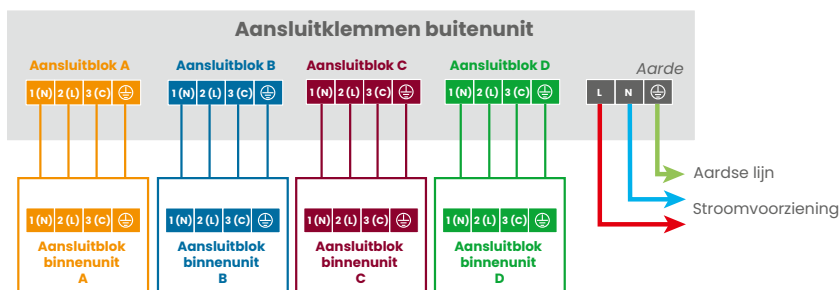 Aansluitklemmen buitenunit
Aansluitblok A
Aansluitblok B
Aansluitblok C
Aansluitblok D
Aarde
1 (N) 2 (L) 3 (C)
1 (N) 2 (L) 3 (C)
1 (N) 2 (L) 3 (C)
1 (N) 2 (L) 3 (C)
L N
Aardse lijn
Stroomvoorziening
1 (N) 2 (L) 3 (C)
Aansluitblok
binnenunit
A
1 (N) 2 (L) 3 (C)
Aansluitblok
binnenunit
B
1 (N) 2 (L) 3 (C)
Aansluitblok
binnenunit
C
1 (N) 2 (L) 3 (C)
Aansluitblok
binnenunit
D